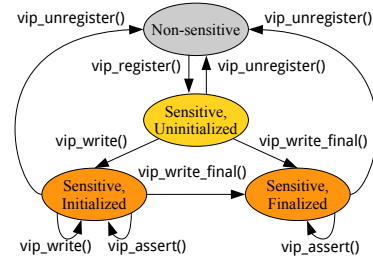 vip_unregister()
vip_unregister()
Non-sensitive
vip_register()
vip_unregister()
Sensitive,
Uninitialized
vip_write()
vip_write_final()
vip_write_final()
Sensitive,
Initialized
Sensitive,
Finalized
vip_write()
vip_assert()
vip_assert()